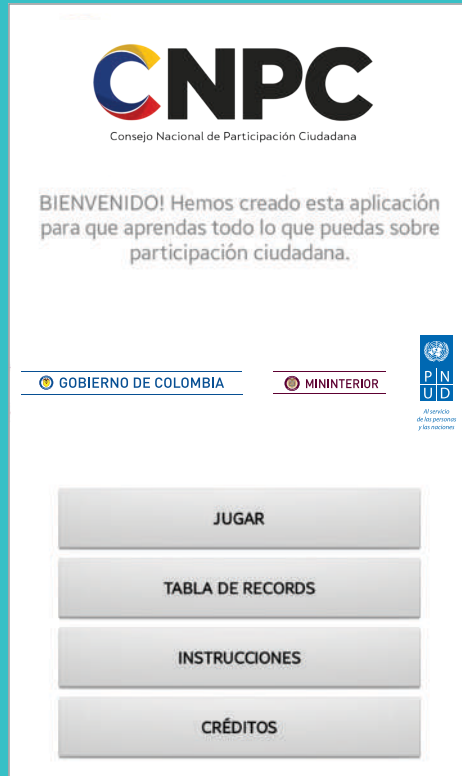 CNPC
Consejo Nacional de Participación Ciudadana
BIENVENIDO! Hemos creado esta aplicación
para que aprendas todo lo que puedas sobre
participación ciudadana.
GOBIERNO DE COLOMBIA
MININTERIOR
P N
U D
Al servicio
de las personas
y las naciones
JUGAR
TABLA DE RECORDS
INSTRUCCIONES
CRÉDITOS